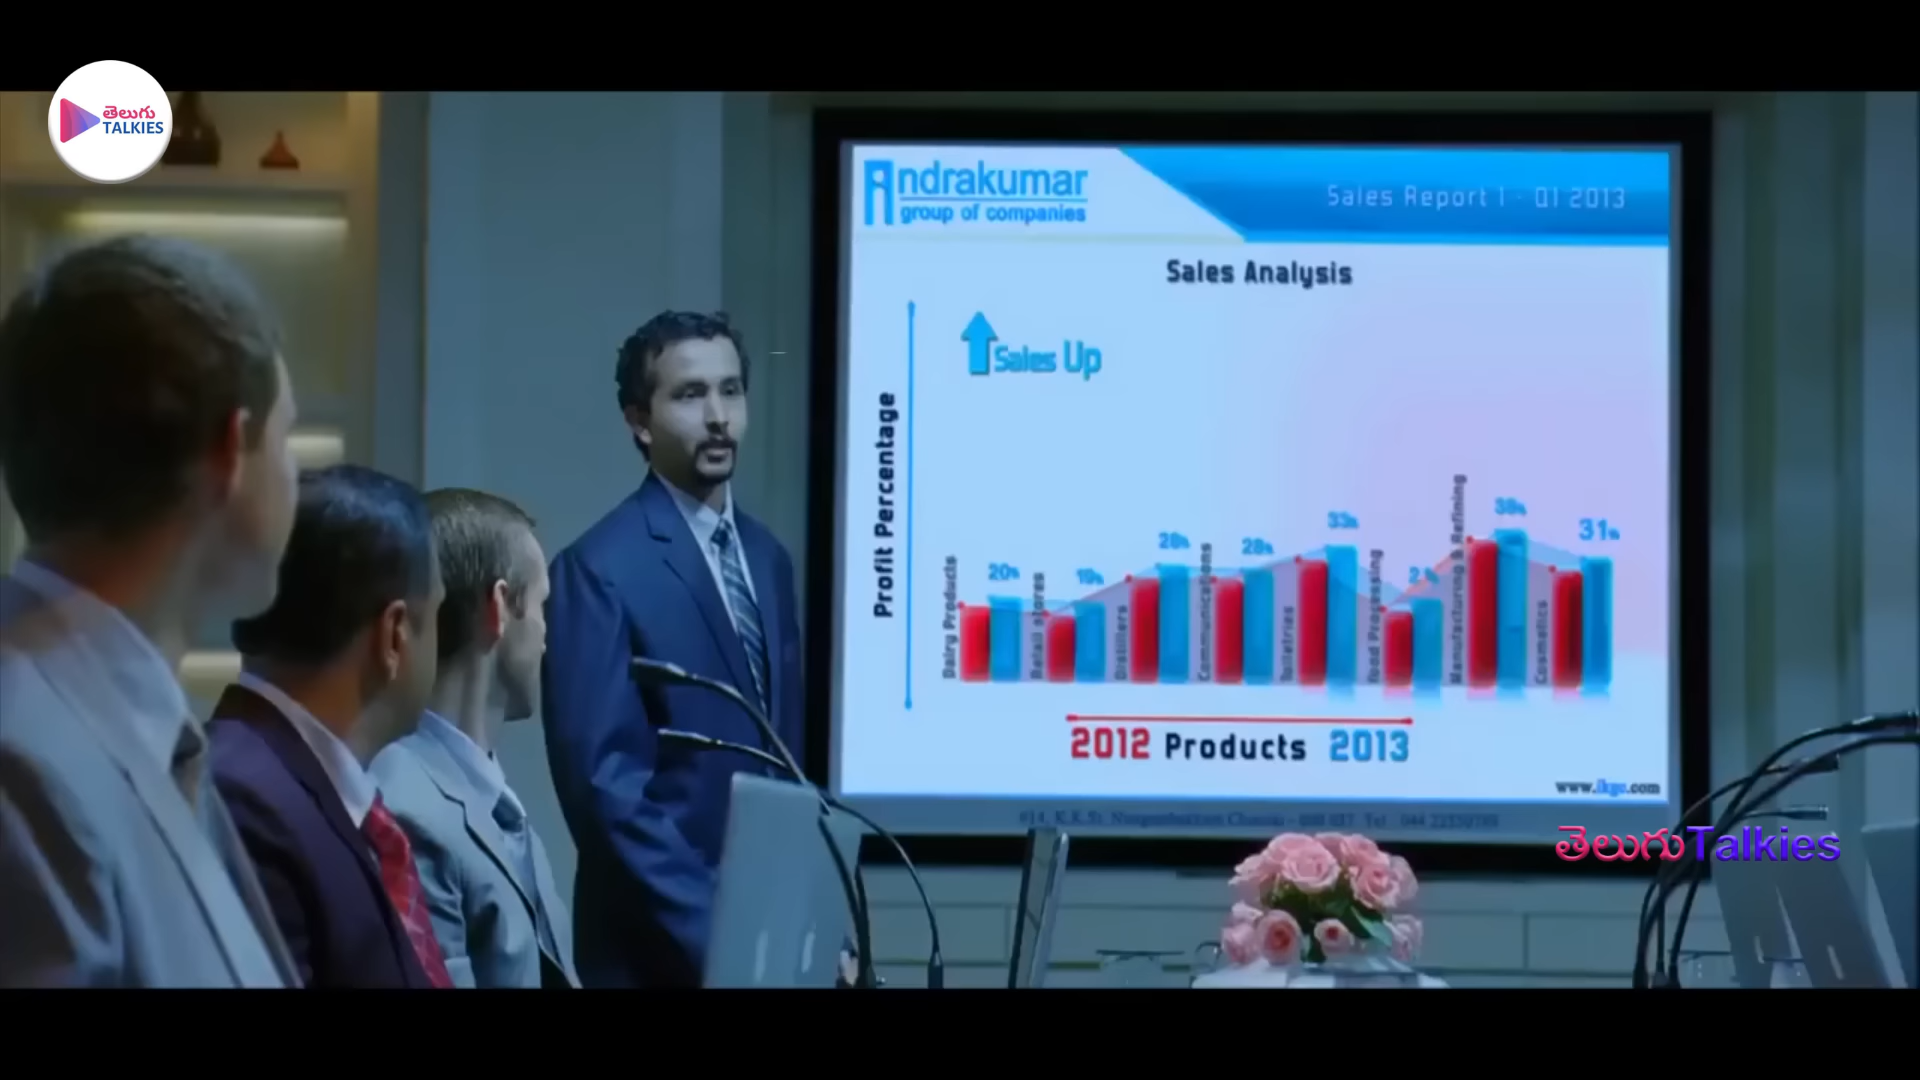 తెలుగు
TALKIES
ndrakumar
group of companies
Sales Report I - Q1 2013
Sales Analysis
Sales Up
Profit Percentage
Dairy Products
20%
Retail stores
19%
Distillers
28%
Communications
28%
Toiletries
33%
Food Processing
Manufacturing & Refining
38%
Cosmetics
31%
2012 Products 2013
www.ikgc.com
తెలుగుTalkies